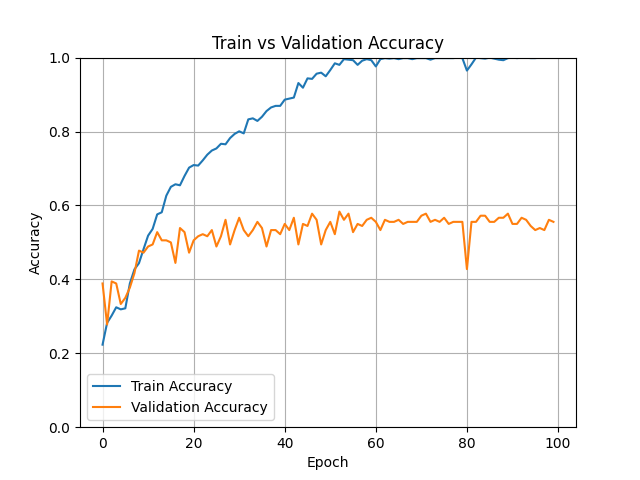 Train vs Validation Accuracy
1.0
0.8
0.6
0.4
0.2
0.0
Accuracy
Train Accuracy
Validation Accuracy
0 20 40 60 80 100
Epoch